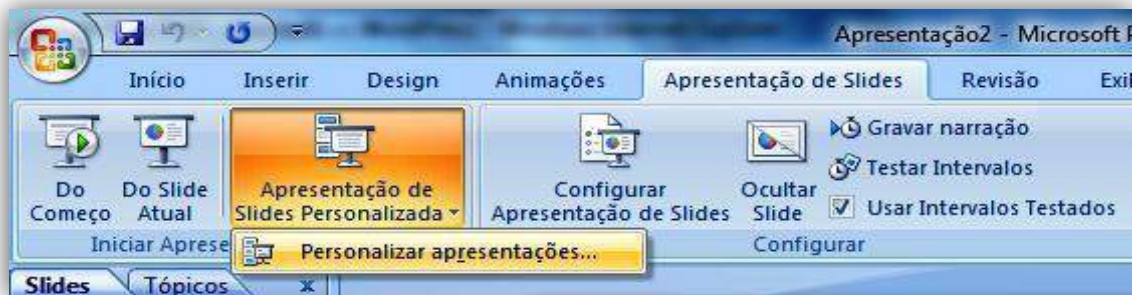 Apresentação2 - Microsoft P
Início Inserir Design Animações Apresentação de Slides Revisão Exi
Do Começo
Do Slide Atual
Apresentação de Slides Personalizada
Configurar Apresentação de Slides
Ocultar Slide
Gravar narração
Testar Intervalos
Usar Intervalos Testados
Iniciar Aprese
Configurar
Personalizar apresentações...
Slides Tópicos x